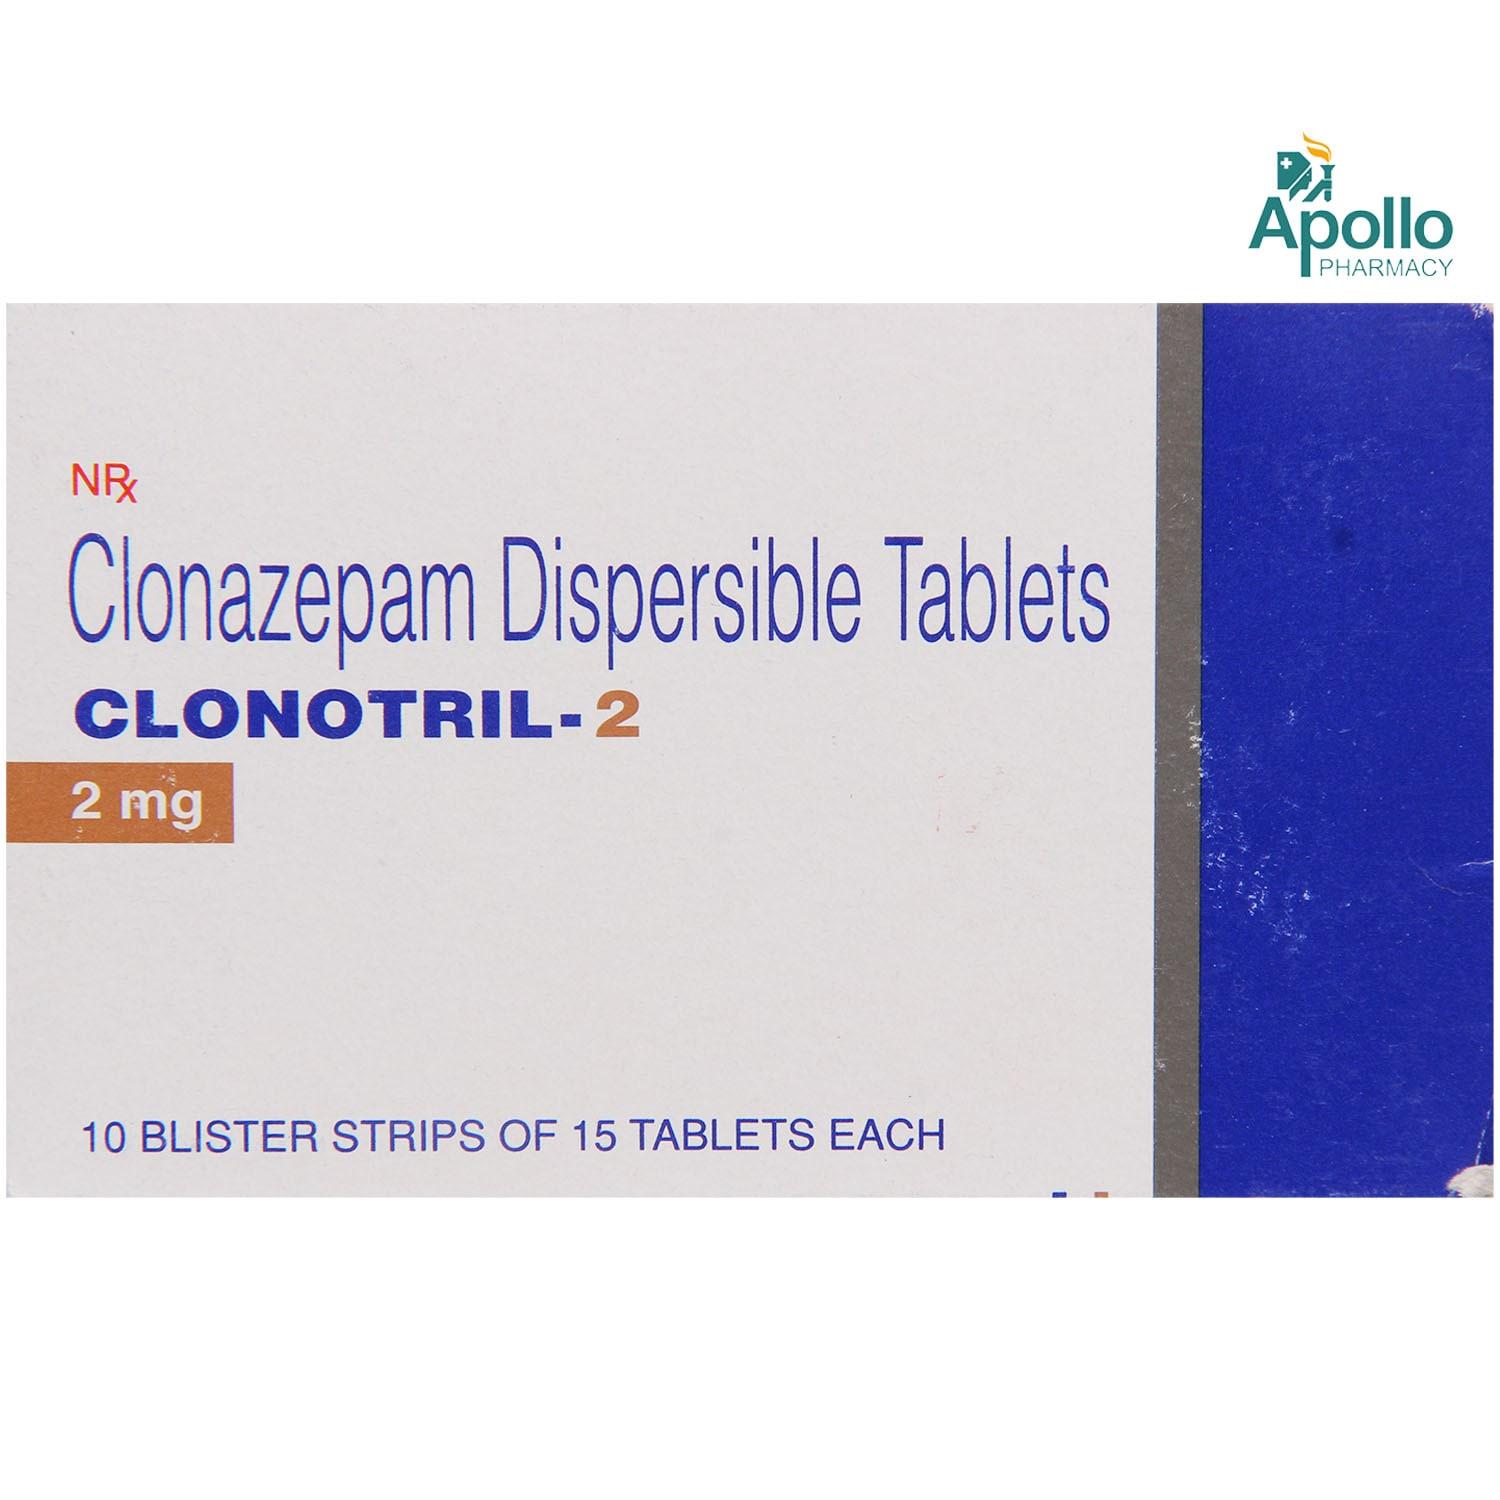 Apollo
PHARMACY
NRx
Clonazepam Dispersible Tablets
CLONOTRIL-2
2 mg
10 BLISTER STRIPS OF 15 TABLETS EACH